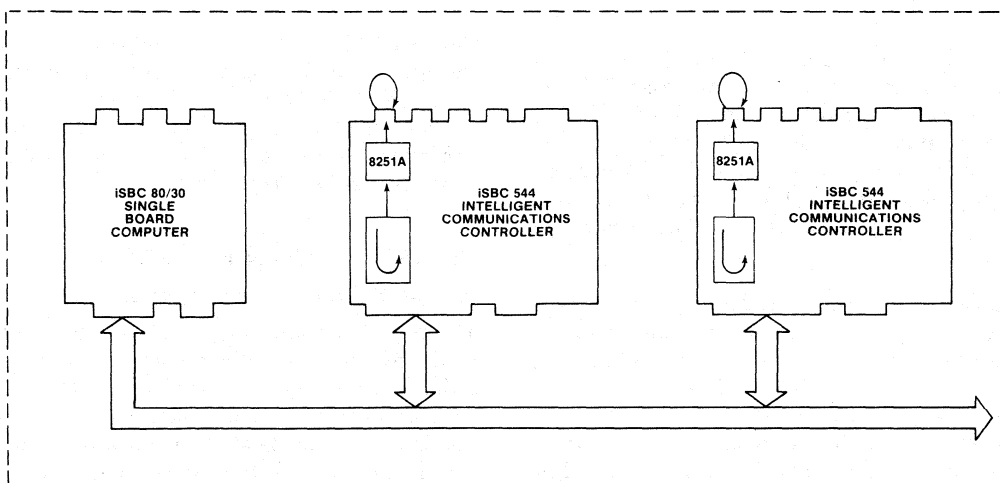 iSBC 80/30
SINGLE
BOARD
COMPUTER
8251A
iSBC 544
INTELLIGENT
COMMUNICATIONS
CONTROLLER
8251A
iSBC 544
INTELLIGENT
COMMUNICATIONS
CONTROLLER